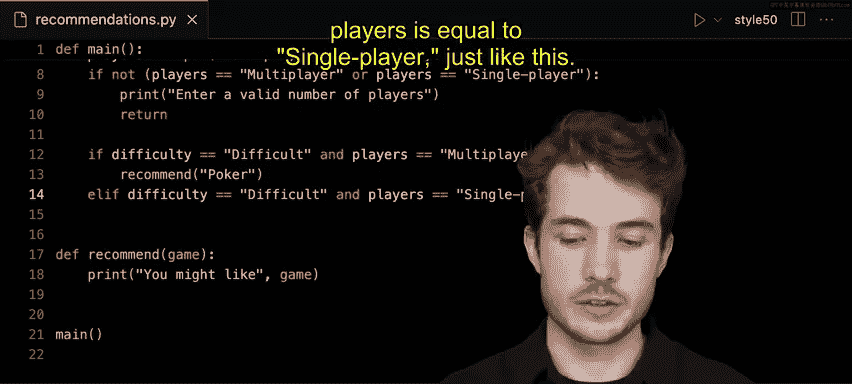 recommendations.py
style50
players is equal to
"Single-player," just like this.
1 def main():
8 if not (players == "Multiplayer" or players == "Single-player"):
9 print("Enter a valid number of players")
10 return
11
12 if difficulty == "Difficult" and players == "Multiplaye
13 recommend("Poker")
14 elif difficulty == "Difficult" and players == "Single-p
15
16
17 def recommend(game):
18 print("You might like", game)
19
20
21 main()
22